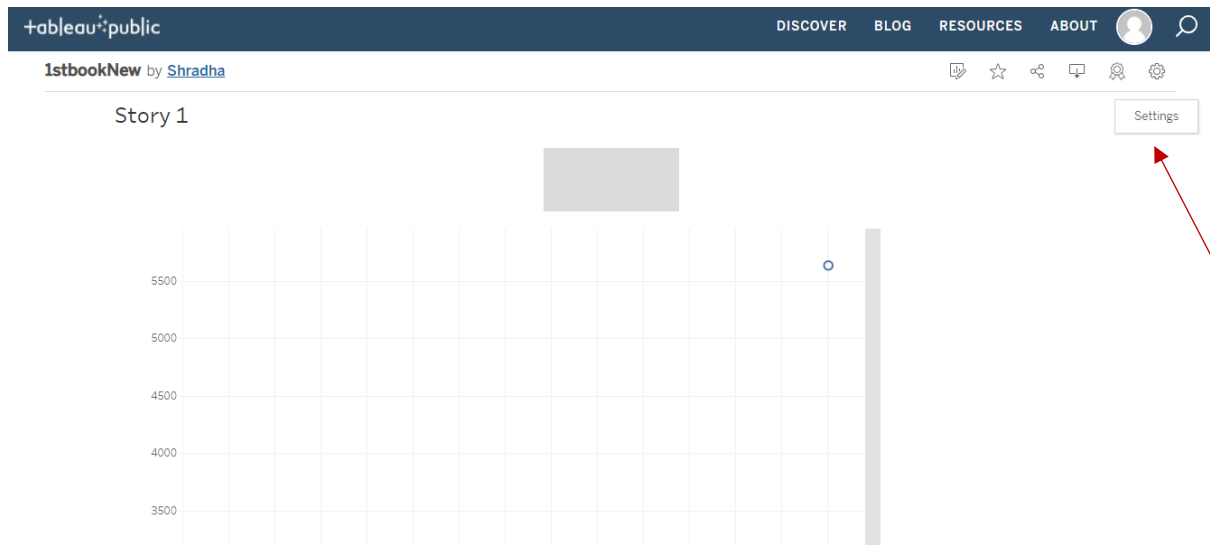 +ableau public DISCOVER BLOG RESOURCES ABOUT
1stbookNew by Shradha
Story 1
Settings
5500
5000
4500
4000
3500